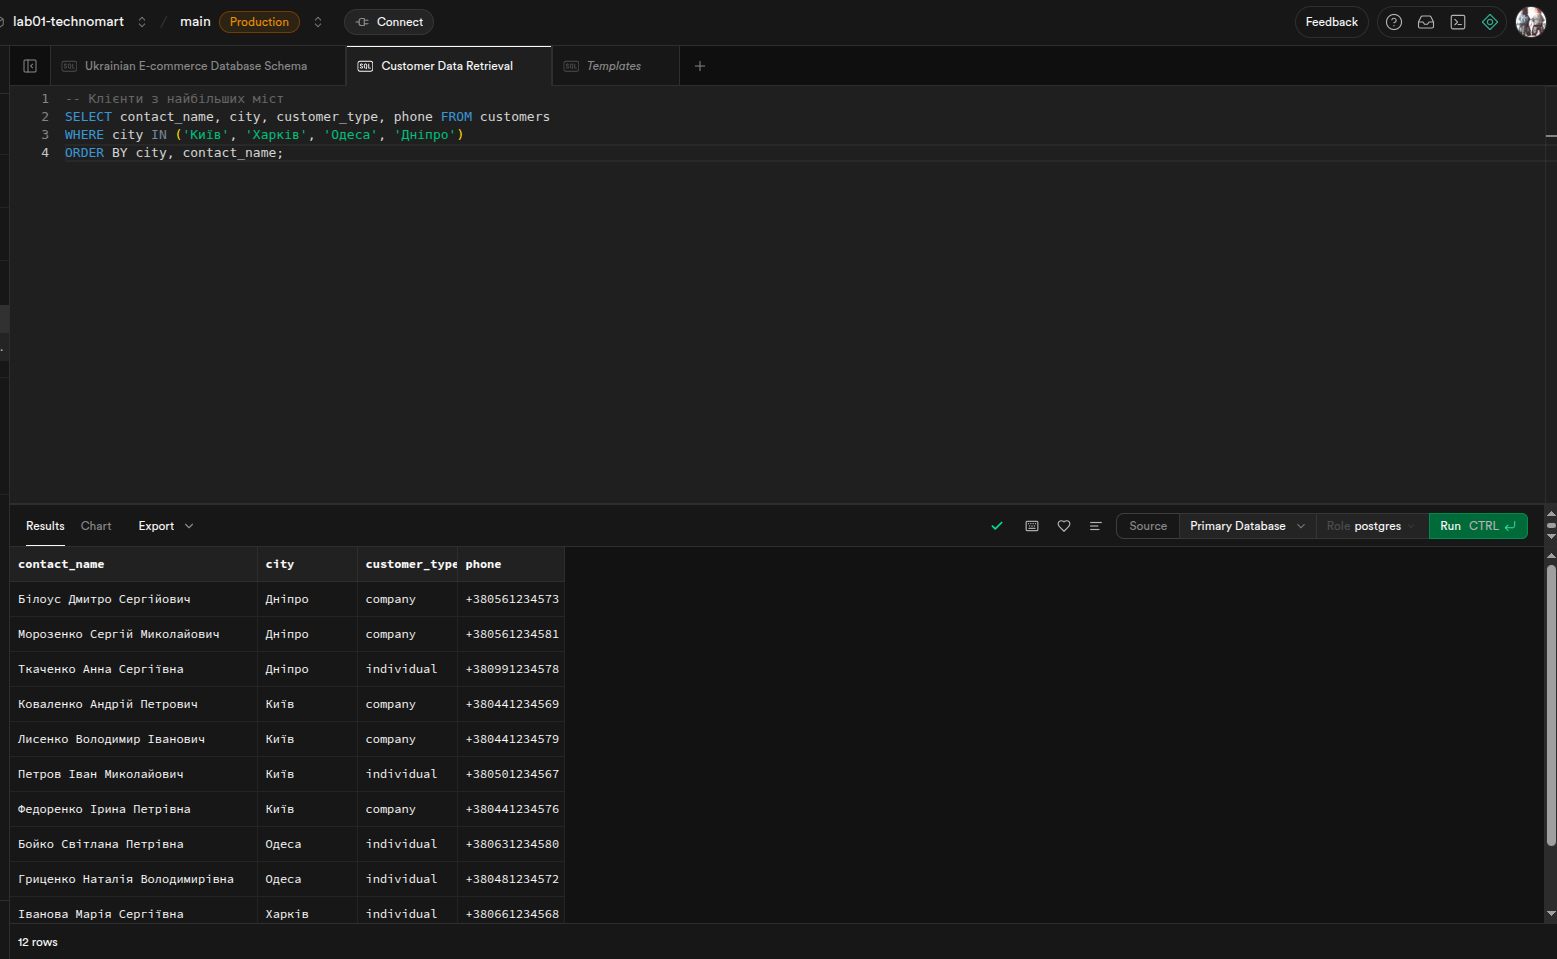 lab01-technomart / main Production Connect Feedback
Ukrainian E-commerce Database Schema Customer Data Retrieval Templates
1 -- Клієнти з найбільших міст
2 SELECT contact_name, city, customer_type, phone FROM customers
3 WHERE city IN ('Київ', 'Харків', 'Одеса', 'Дніпро')
4 ORDER BY city, contact_name;
Results Chart Export Source Primary Database Role postgres Run CTRL
contact_name city customer_type phone
Білоус Дмитро Сергійович Дніпро company +380561234573
Морозенко Сергій Миколайович Дніпро company +380561234581
Ткаченко Анна Сергіївна Дніпро individual +380991234578
Коваленко Андрій Петрович Київ company +380441234569
Лисенко Володимир Іванович Київ company +380441234579
Петров Іван Миколайович Київ individual +380501234567
Федоренко Ірина Петрівна Київ company +380441234576
Бойко Світлана Петрівна Одеса individual +380631234580
Гриценко Наталія Володимирівна Одеса individual +380481234572
Іванова Марія Сергіївна Харків individual +380661234568
12 rows